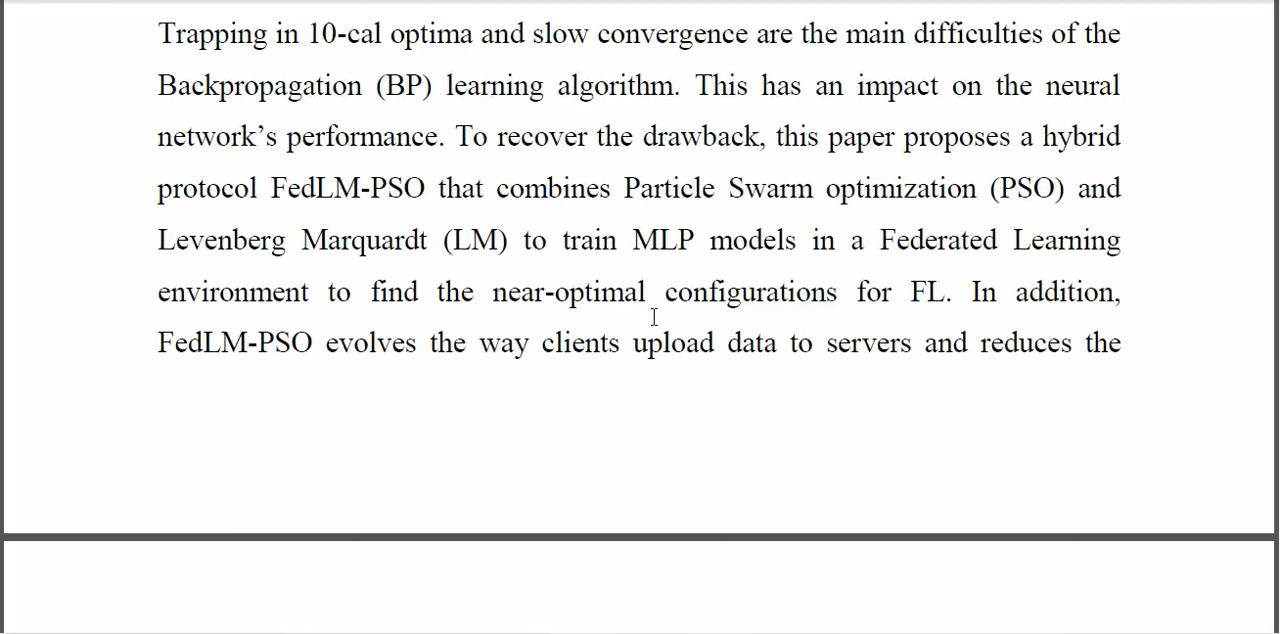 Trapping in 10-cal optima and slow convergence are the main difficulties of the
Backpropagation (BP) learning algorithm. This has an impact on the neural
network’s performance. To recover the drawback, this paper proposes a hybrid
protocol FedLM-PSO that combines Particle Swarm optimization (PSO) and
Levenberg Marquardt (LM) to train MLP models in a Federated Learning
environment to find the near-optimal configurations for FL. In addition,
FedLM-PSO evolves the way clients upload data to servers and reduces the